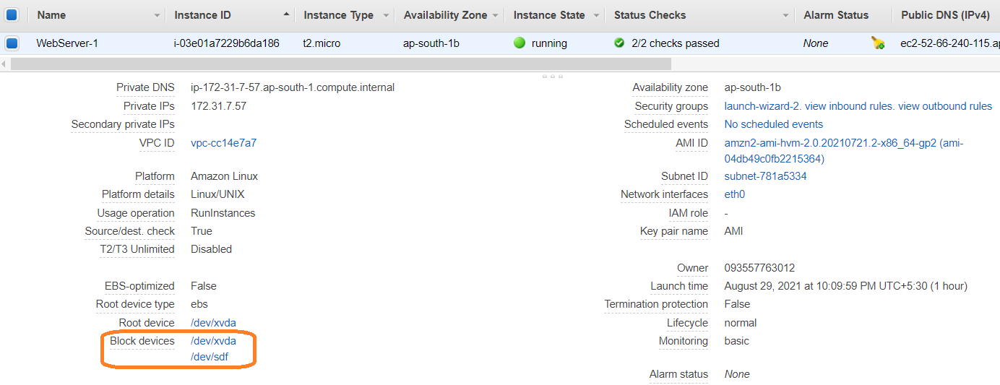 Name Instance ID Instance Type Availability Zone Instance State Status Checks Alarm Status Public DNS (IPv4)
WebServer-1 i-03e01a7229b6da186 t2.micro ap-south-1b running 2/2 checks passed None ec2-52-66-240-115.ap
Private DNS ip-172-31-7-57.ap-south-1.compute.internal
Private IPs 172.31.7.57
Secondary private IPs
VPC ID vpc-cc14e7a7
Platform Amazon Linux
Platform details Linux/UNIX
Usage operation RunInstances
Source/dest. check True
T2/T3 Unlimited Disabled
EBS-optimized False
Root device type ebs
Root device /dev/xvda
Block devices /dev/xvda
/dev/sdf
Availability zone ap-south-1b
Security groups launch-wizard-2. view inbound rules. view outbound rules
Scheduled events No scheduled events
AMI ID amzn2-ami-hvm-2.0.20210721.2-x86_64-gp2 (ami-
04db49c0fb2215364)
Subnet ID subnet-781a5334
Network interfaces eth0
IAM role -
Key pair name AMI
Owner 093557763012
Launch time August 29, 2021 at 10:09:59 PM UTC+5:30 (1 hour)
Termination protection False
Lifecycle normal
Monitoring basic
Alarm status None